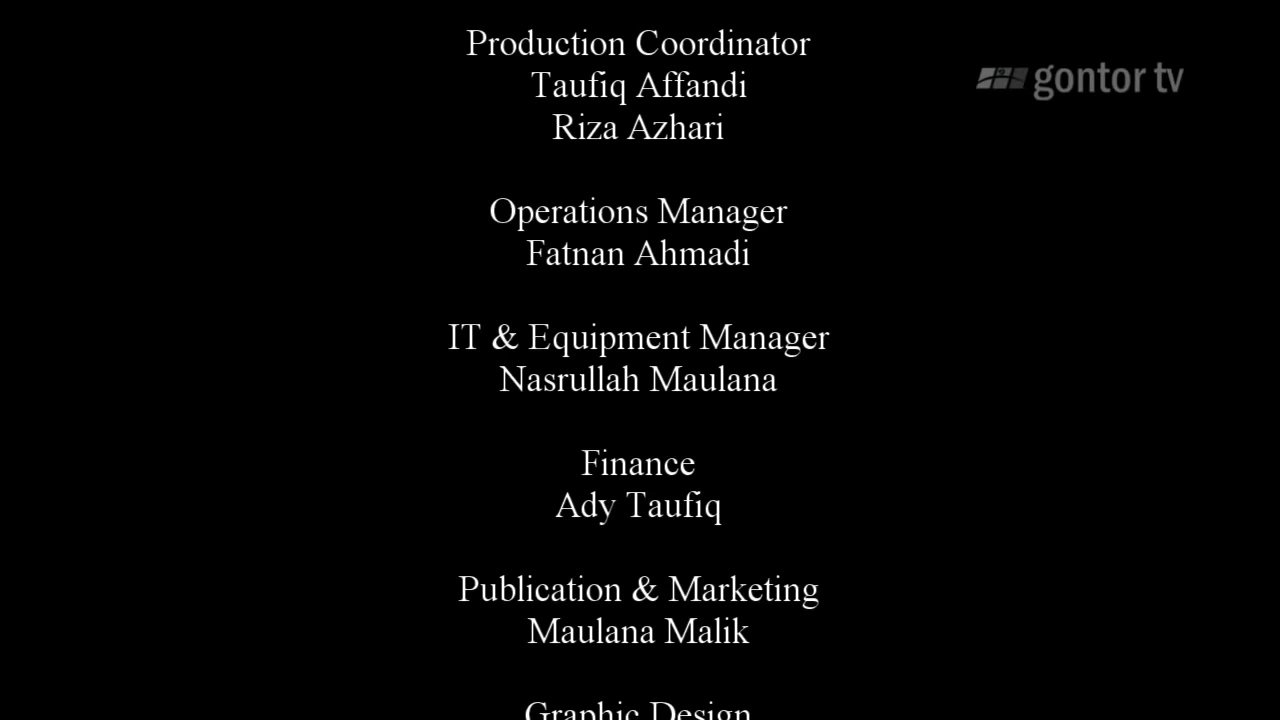 Production Coordinator
Taufiq Affandi
Riza Azhari
gontor tv
Operations Manager
Fatnan Ahmadi
IT & Equipment Manager
Nasrullah Maulana
Finance
Ady Taufiq
Publication & Marketing
Maulana Malik
Graphic Design